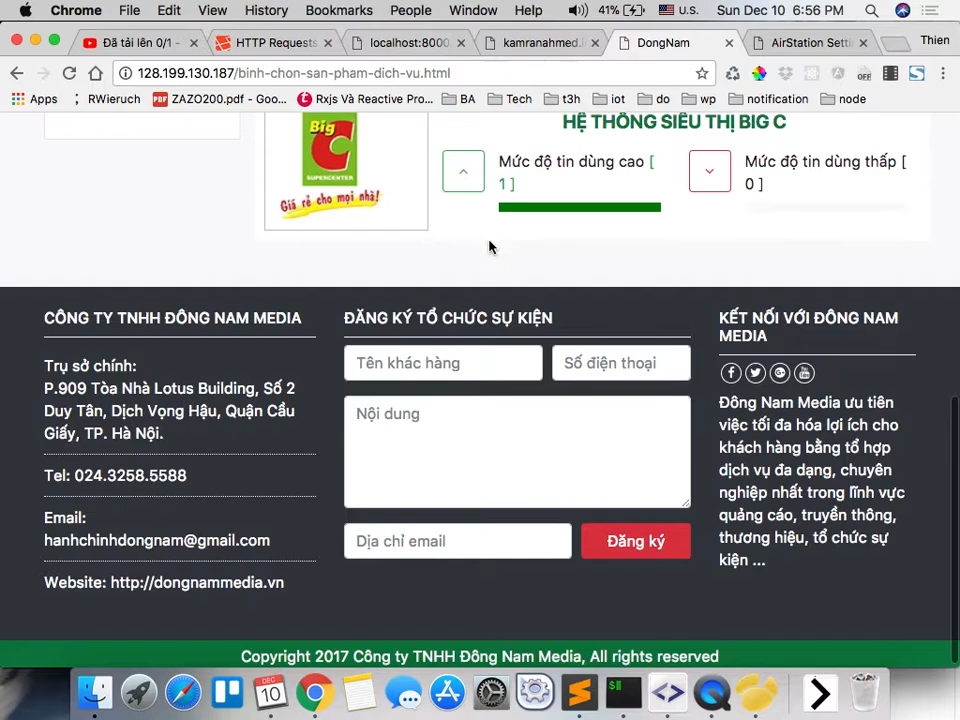 Chrome File Edit View History Bookmarks People Window Help 41% U.S. Sun Dec 10 6:56 PM
Đã tải lên 0/1 - HTTP Requests localhost:8000 kamranahmed. DongNam AirStation Setti Thien
128.199.130.187/binh-chon-san-pham-dich-vu.html
Apps RWieruch ZAZO200.pdf - Goo... Rxjs Và Reactive Pro... BA Tech t3h iot do wp notification node
HỆ THỐNG SIÊU THỊ BIG C
Big
C
SUPERCENTER
Giá rẻ cho mọi nhà!
Mức độ tin dùng cao [
1 ]
Mức độ tin dùng thấp [
0 ]
CÔNG TY TNHH ĐÔNG NAM MEDIA
Trụ sở chính:
P.909 Tòa Nhà Lotus Building, Số 2
Duy Tân, Dịch Vọng Hậu, Quận Cầu
Giấy, TP. Hà Nội.
Tel: 024.3258.5588
Email:
hanhchinhdongnam@gmail.com
Website: http://dongnammedia.vn
ĐĂNG KÝ TỔ CHỨC SỰ KIỆN
Tên khác hàng
Số điện thoại
Nội dung
Địa chỉ email
Đăng ký
KẾT NỐI VỚI ĐÔNG NAM
MEDIA
Đông Nam Media ưu tiên
việc tối đa hóa lợi ích cho
khách hàng bằng tổ hợp
dịch vụ đa dạng, chuyên
nghiệp nhất trong lĩnh vực
quảng cáo, truyền thông,
thương hiệu, tổ chức sự
kiện ...
Copyright 2017 Công ty TNHH Đông Nam Media, All rights reserved
DEC
10